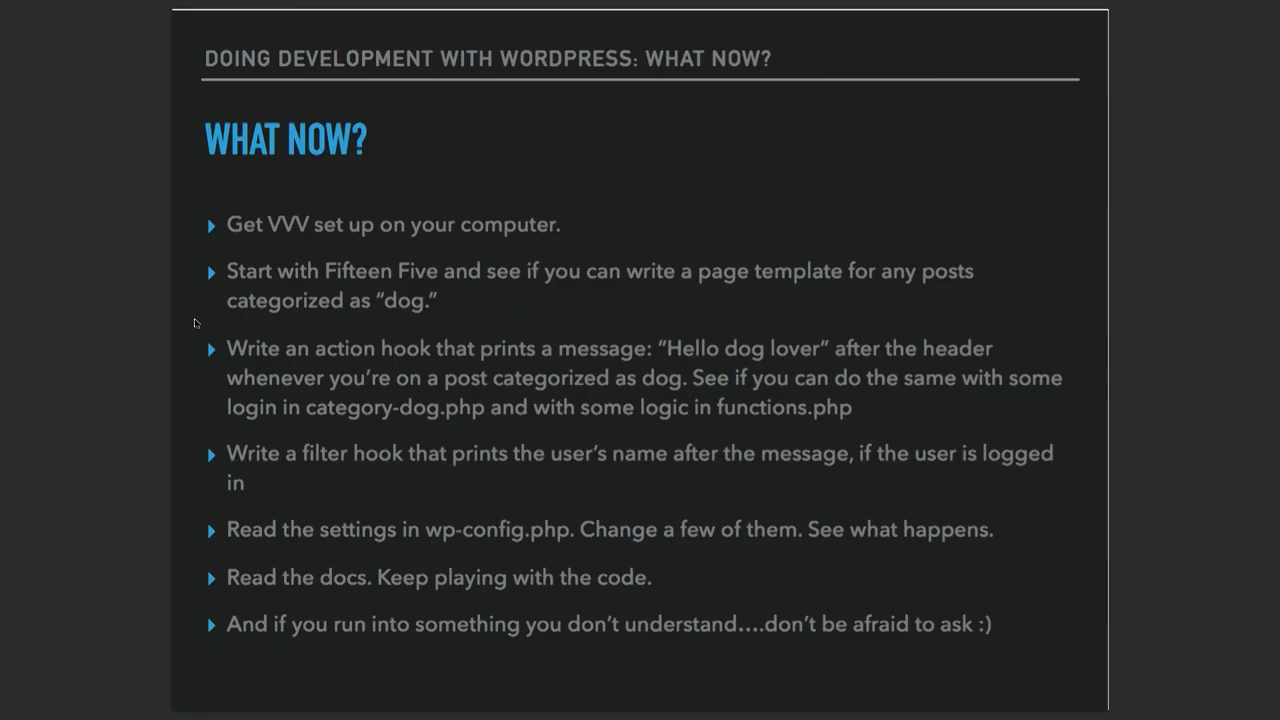 DOING DEVELOPMENT WITH WORDPRESS: WHAT NOW?
WHAT NOW?
Get VVV set up on your computer.
Start with Fifteen Five and see if you can write a page template for any posts
categorized as “dog.”
Write an action hook that prints a message: “Hello dog lover” after the header
whenever you’re on a post categorized as dog. See if you can do the same with some
login in category-dog.php and with some logic in functions.php
Write a filter hook that prints the user’s name after the message, if the user is logged
in
Read the settings in wp-config.php. Change a few of them. See what happens.
Read the docs. Keep playing with the code.
And if you run into something you don’t understand….don’t be afraid to ask :)